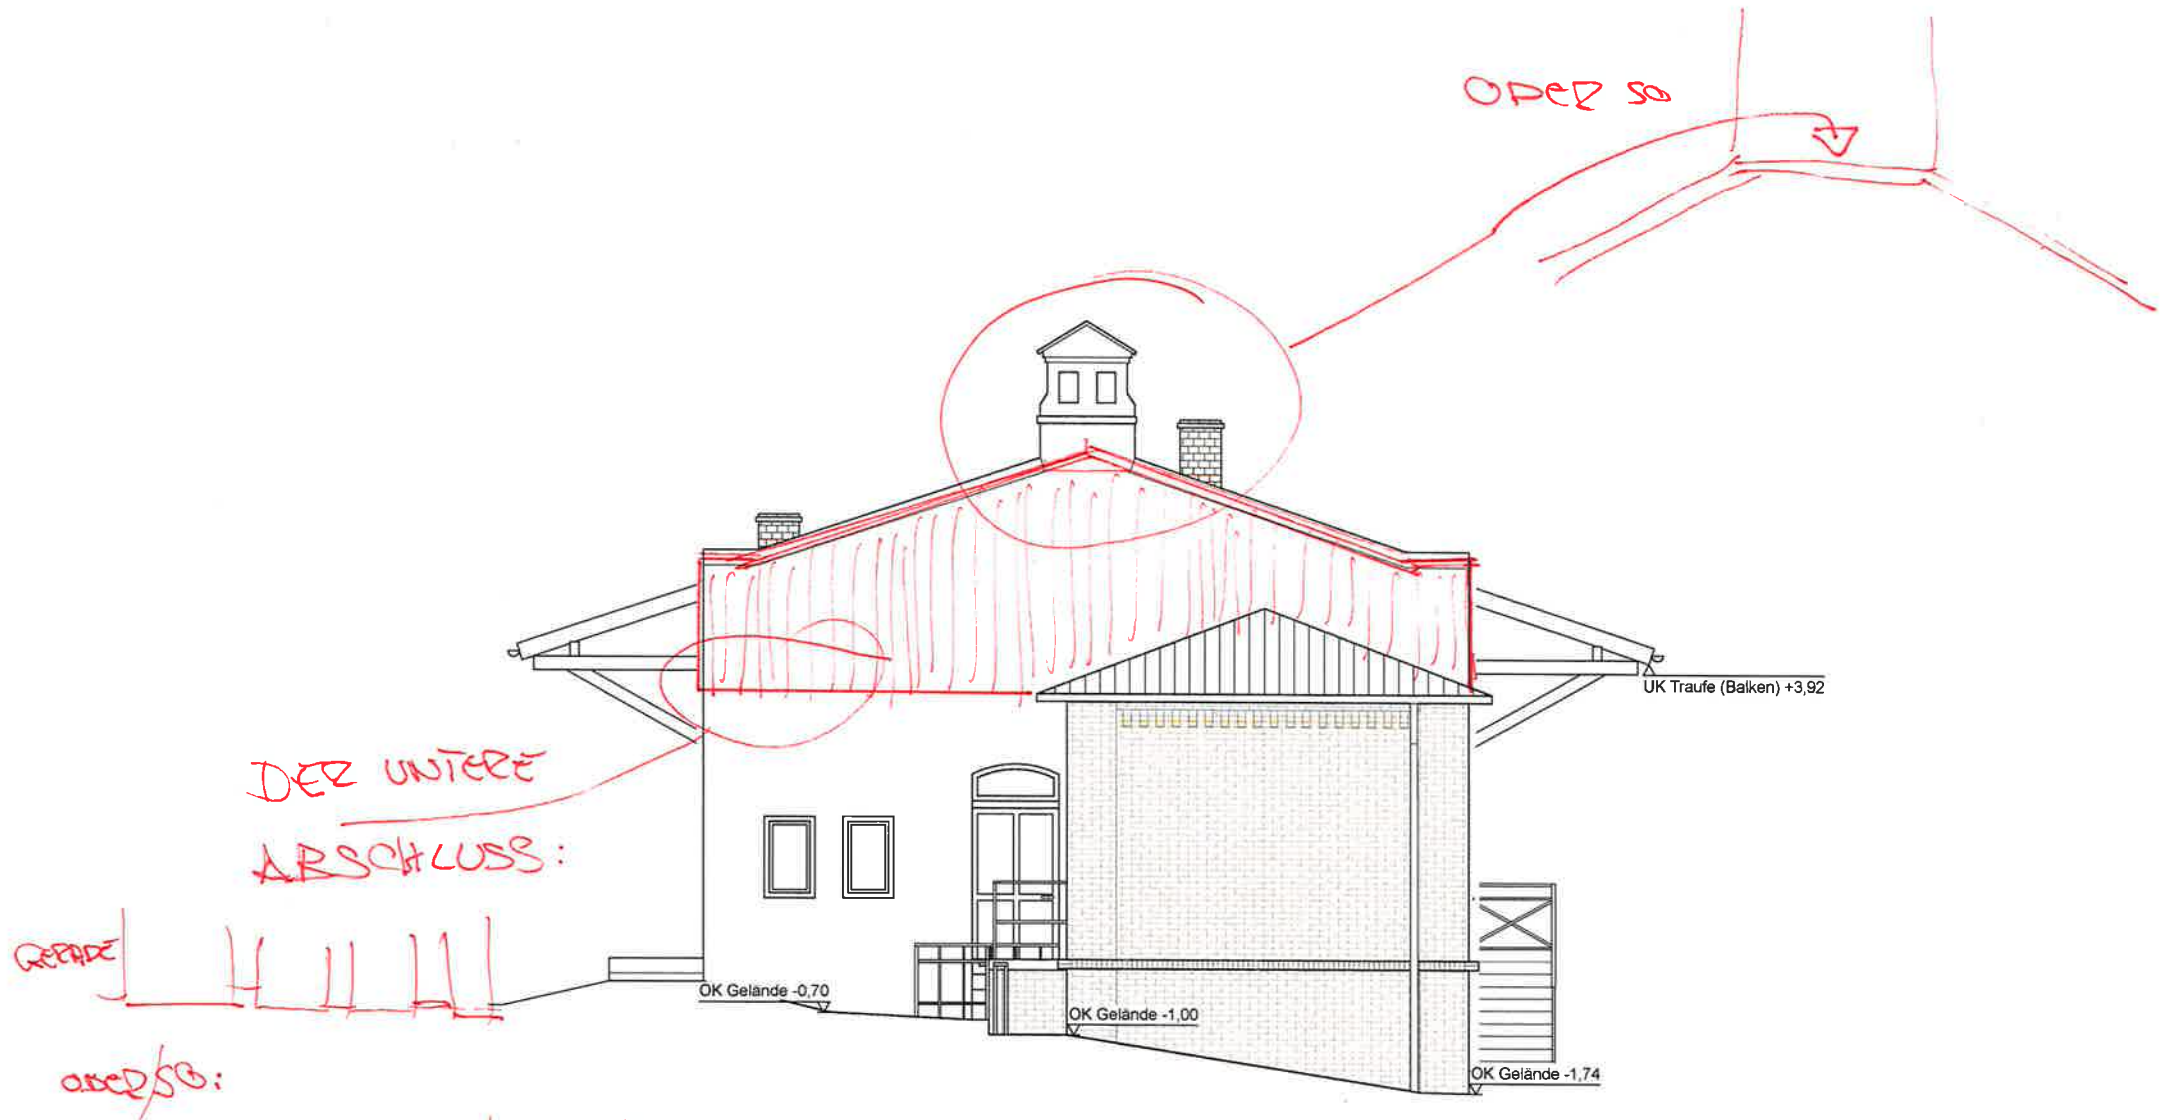 ODER SO
UK Traufe (Balken) +3,92
DER UNTERE
ABSCHLUSS:
GERADE
OK Gelände -0,70
OK Gelände -1,00
OK Gelände -1,74
ODER SO: